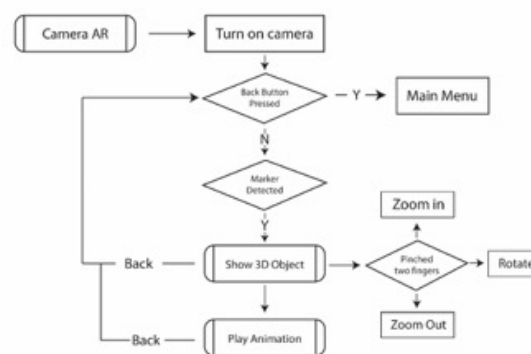 Camera AR
Turn on camera
Back Button
Pressed
Y
Main Menu
N
Marker
Detected
Y
Zoom in
Back
Show 3D Object
Pinched
two fingers
Rotate
Back
Play Animation
Zoom Out